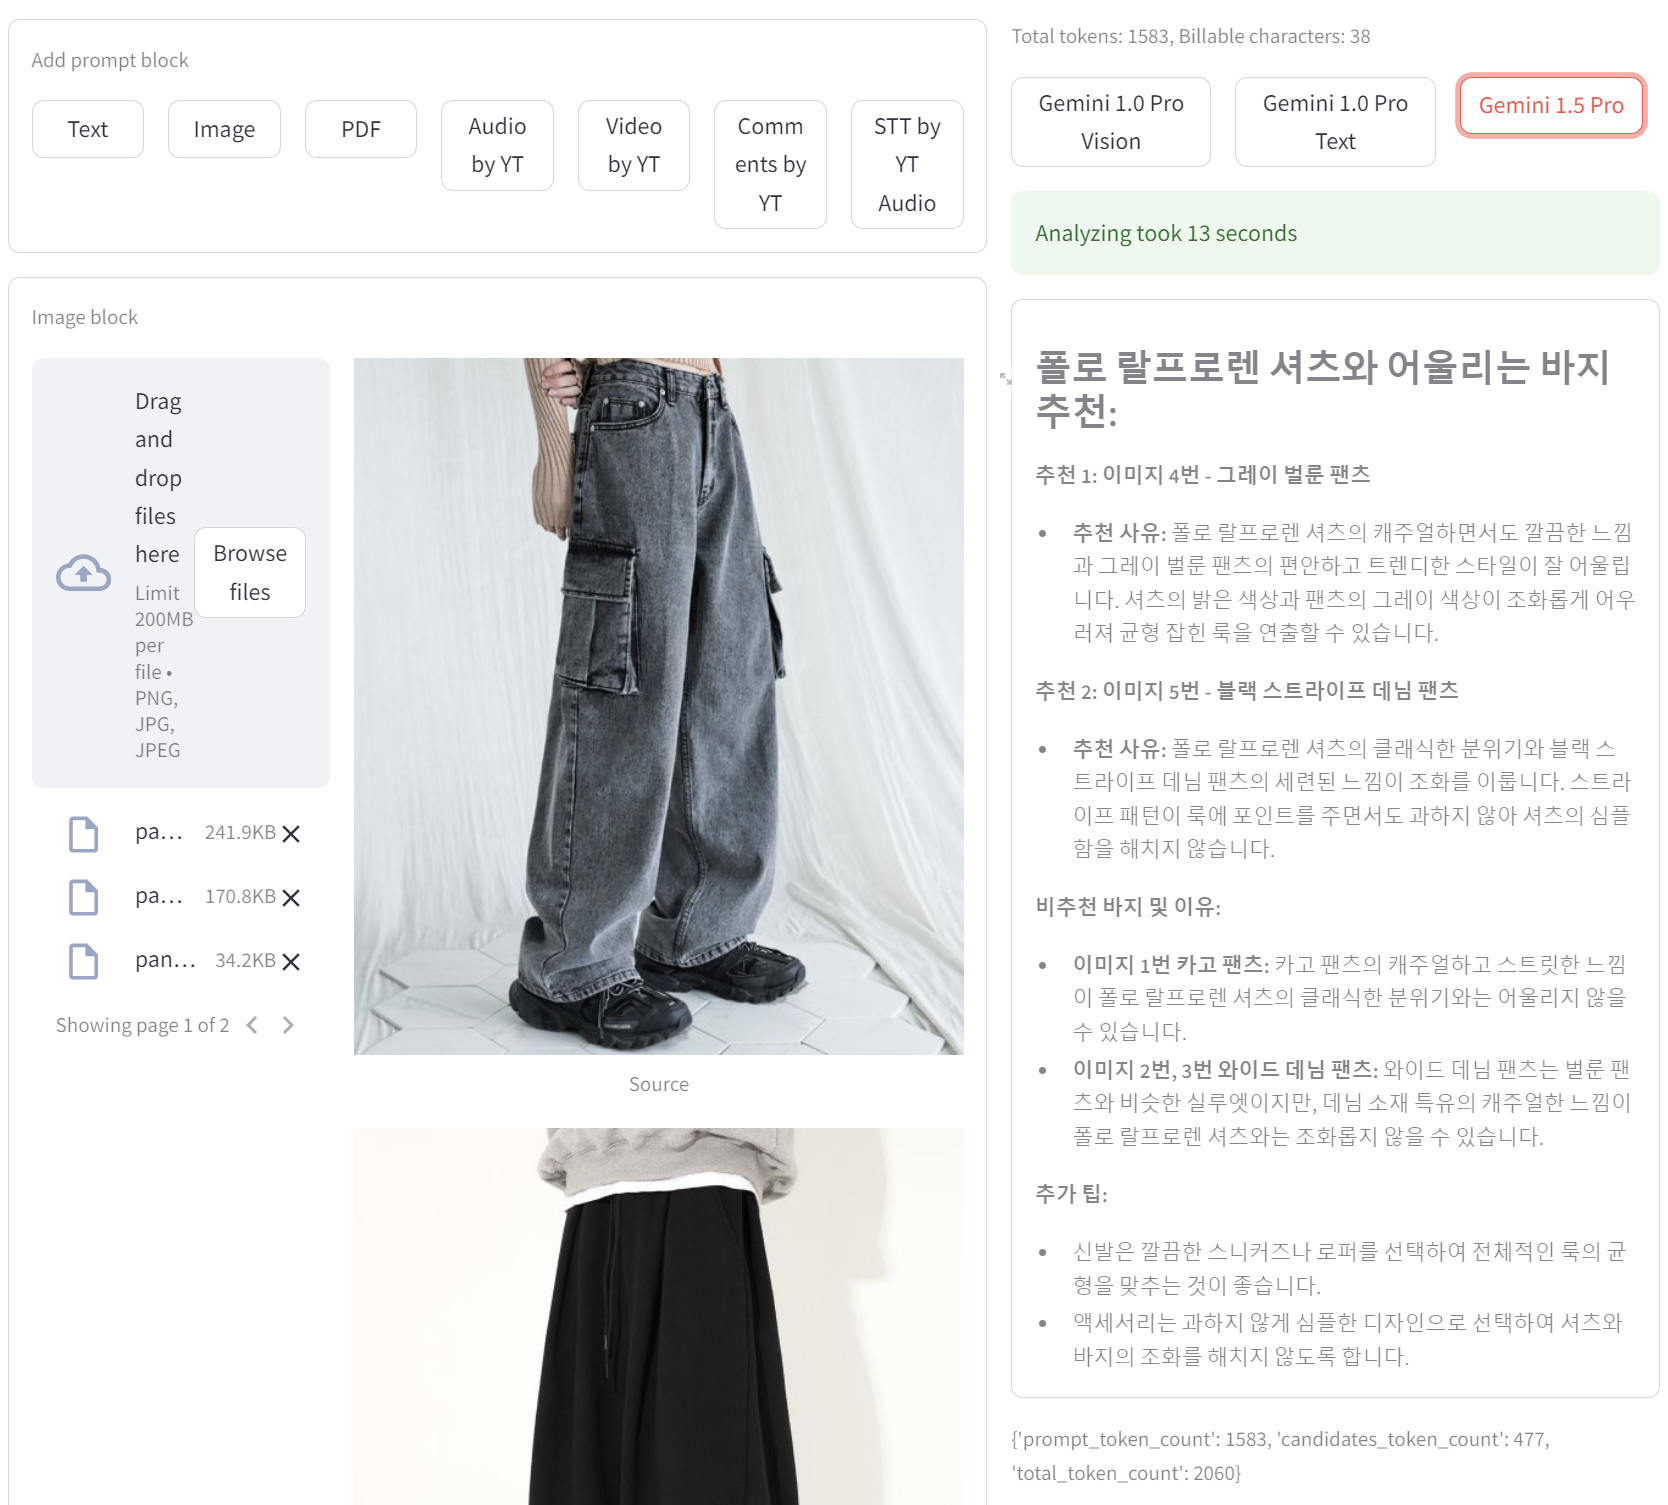 Add prompt block
Text
Image
PDF
Audio
by YT
Video
by YT
Comm
ents by
YT
STT by
YT
Audio
Image block
Drag
and
drop
files
here
Limit
200MB
per
file •
PNG,
JPG,
JPEG
Browse
files
pa... 241.9KB
pa... 170.8KB
pan... 34.2KB
Showing page 1 of 2
Source
Total tokens: 1583, Billable characters: 38
Gemini 1.0 Pro
Vision
Gemini 1.0 Pro
Text
Gemini 1.5 Pro
Analyzing took 13 seconds
폴로 랄프로렌 셔츠와 어울리는 바지
추천:
추천 1: 이미지 4번 - 그레이 벌룬 팬츠
• 추천 사유: 폴로 랄프로렌 셔츠의 캐주얼하면서도 깔끔한 느낌
과 그레이 벌룬 팬츠의 편안하고 트렌디한 스타일이 잘 어울립
니다. 셔츠의 밝은 색상과 팬츠의 그레이 색상이 조화롭게 어우
러져 균형 잡힌 룩을 연출할 수 있습니다.
추천 2: 이미지 5번 - 블랙 스트라이프 데님 팬츠
• 추천 사유: 폴로 랄프로렌 셔츠의 클래식한 분위기와 블랙 스
트라이프 데님 팬츠의 세련된 느낌이 조화를 이룹니다. 스트라
이프 패턴이 룩에 포인트를 주면서도 과하지 않아 셔츠의 심플
함을 해치지 않습니다.
비추천 바지 및 이유:
• 이미지 1번 카고 팬츠: 카고 팬츠의 캐주얼하고 스트릿한 느낌
이 폴로 랄프로렌 셔츠의 클래식한 분위기와는 어울리지 않을
수 있습니다.
• 이미지 2번, 3번 와이드 데님 팬츠: 와이드 데님 팬츠는 벌룬 팬
츠와 비슷한 실루엣이지만, 데님 소재 특유의 캐주얼한 느낌이
폴로 랄프로렌 셔츠와는 조화롭지 않을 수 있습니다.
추가 팁:
• 신발은 깔끔한 스니커즈나 로퍼를 선택하여 전체적인 룩의 균
형을 맞추는 것이 좋습니다.
• 액세서리는 과하지 않게 심플한 디자인으로 선택하여 셔츠와
바지의 조화를 해치지 않도록 합니다.
{'prompt_token_count': 1583, 'candidates_token_count': 477,
'total_token_count': 2060}